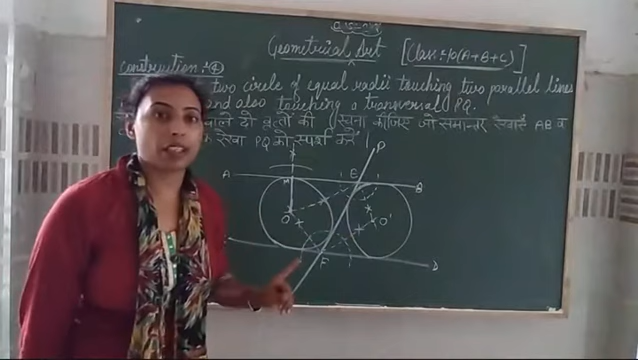 Geometrical Art [Class:-10(A+B+C)]
Construction:-4
two circle of equal radii touching two parallel lines
and also touching a transversal PQ.
वाले दो वृत्तों की रचना कीजिए जो समान्तर रेखाएँ AB व
रेखा PQ को स्पर्श करें।
P
A M E B
O O'
F D